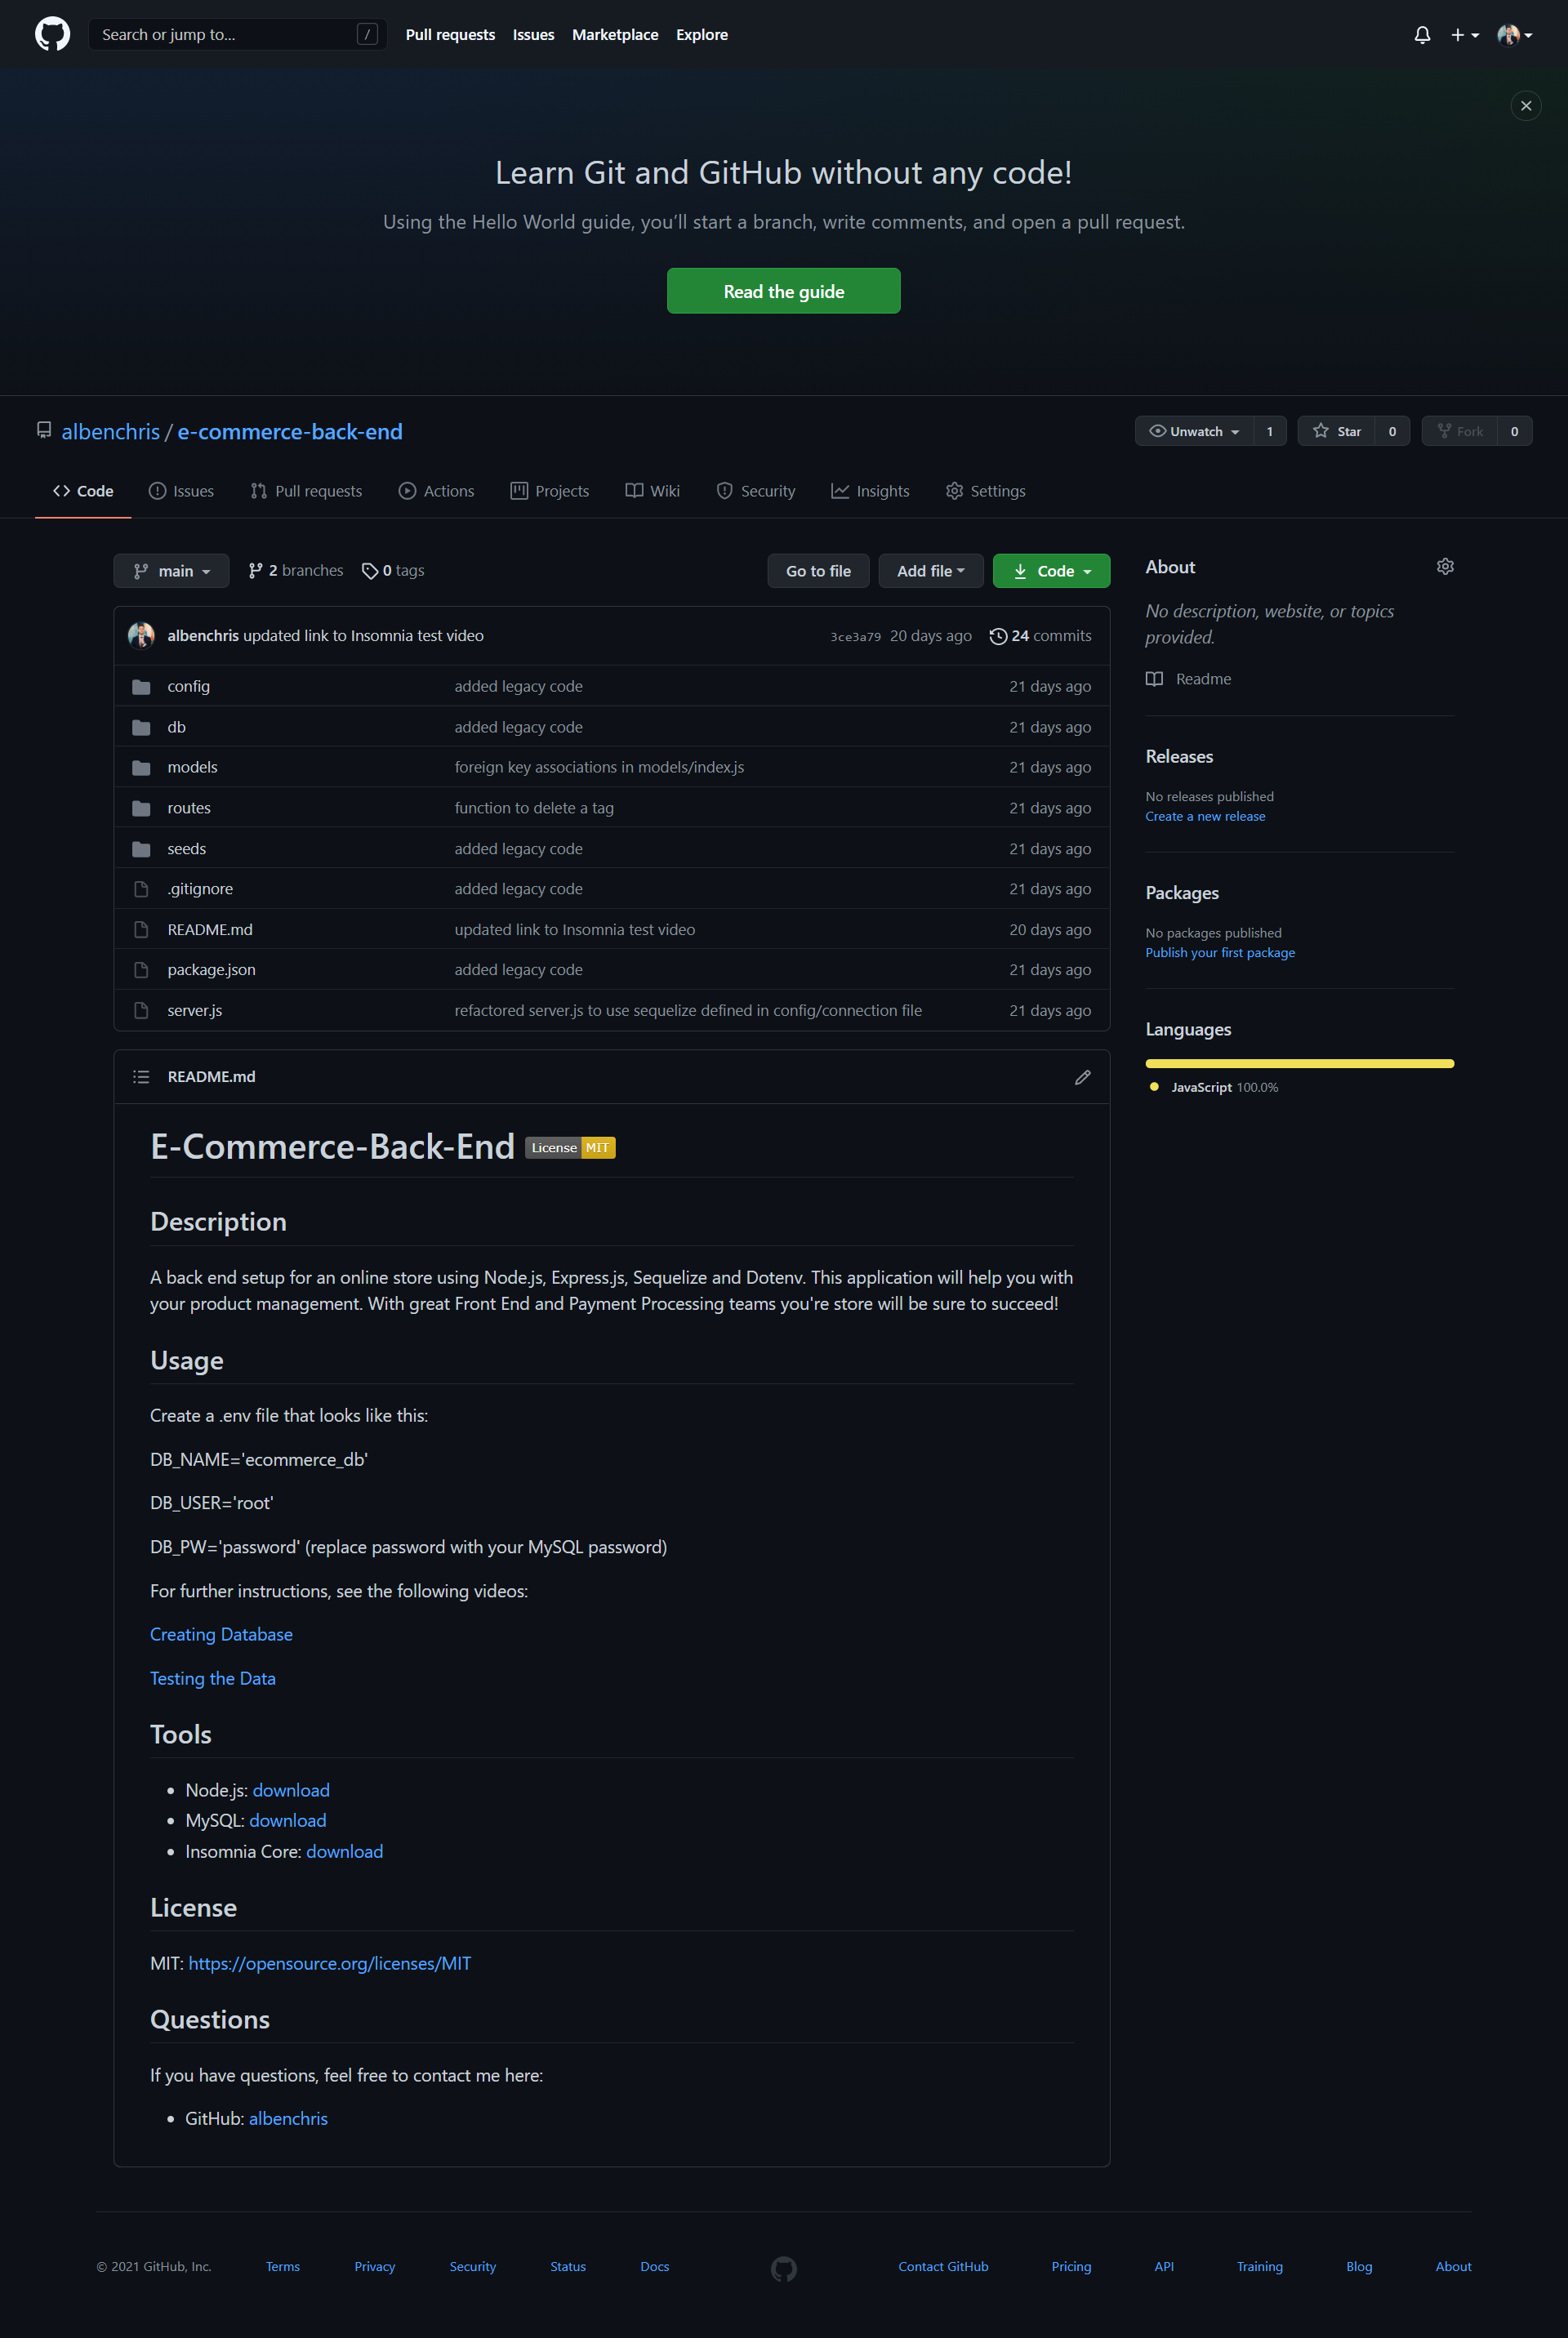 Search or jump to... /
Pull requests Issues Marketplace Explore
Learn Git and GitHub without any code!
Using the Hello World guide, you’ll start a branch, write comments, and open a pull request.
Read the guide
albenchris / e-commerce-back-end
Unwatch 1 Star 0 Fork 0
Code Issues Pull requests Actions Projects Wiki Security Insights Settings
main 2 branches 0 tags Go to file Add file Code
albenchris updated link to Insomnia test video 3ce3a79 20 days ago 24 commits
config added legacy code 21 days ago
db added legacy code 21 days ago
models foreign key associations in models/index.js 21 days ago
routes function to delete a tag 21 days ago
seeds added legacy code 21 days ago
.gitignore added legacy code 21 days ago
README.md updated link to Insomnia test video 20 days ago
package.json added legacy code 21 days ago
server.js refactored server.js to use sequelize defined in config/connection file 21 days ago
About
No description, website, or topics
provided.
Readme
Releases
No releases published
Create a new release
Packages
No packages published
Publish your first package
Languages
JavaScript 100.0%
README.md
E-Commerce-Back-End License MIT
Description
A back end setup for an online store using Node.js, Express.js, Sequelize and Dotenv. This application will help you with
your product management. With great Front End and Payment Processing teams you're store will be sure to succeed!
Usage
Create a .env file that looks like this:
DB_NAME='ecommerce_db'
DB_USER='root'
DB_PW='password' (replace password with your MySQL password)
For further instructions, see the following videos:
Creating Database
Testing the Data
Tools
• Node.js: download
• MySQL: download
• Insomnia Core: download
License
MIT: https://opensource.org/licenses/MIT
Questions
If you have questions, feel free to contact me here:
• GitHub: albenchris
© 2021 GitHub, Inc. Terms Privacy Security Status Docs Contact GitHub Pricing API Training Blog About